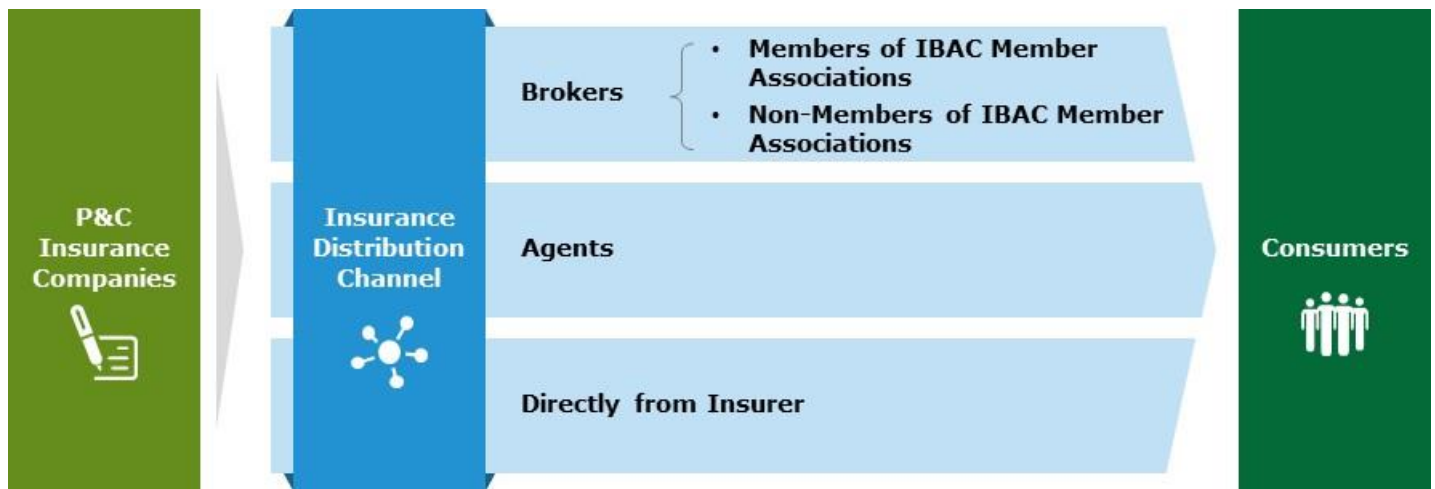 P&C
Insurance
Companies
Insurance
Distribution
Channel
Brokers
• Members of IBAC Member
Associations
• Non-Members of IBAC Member
Associations
Agents
Directly from Insurer
Consumers